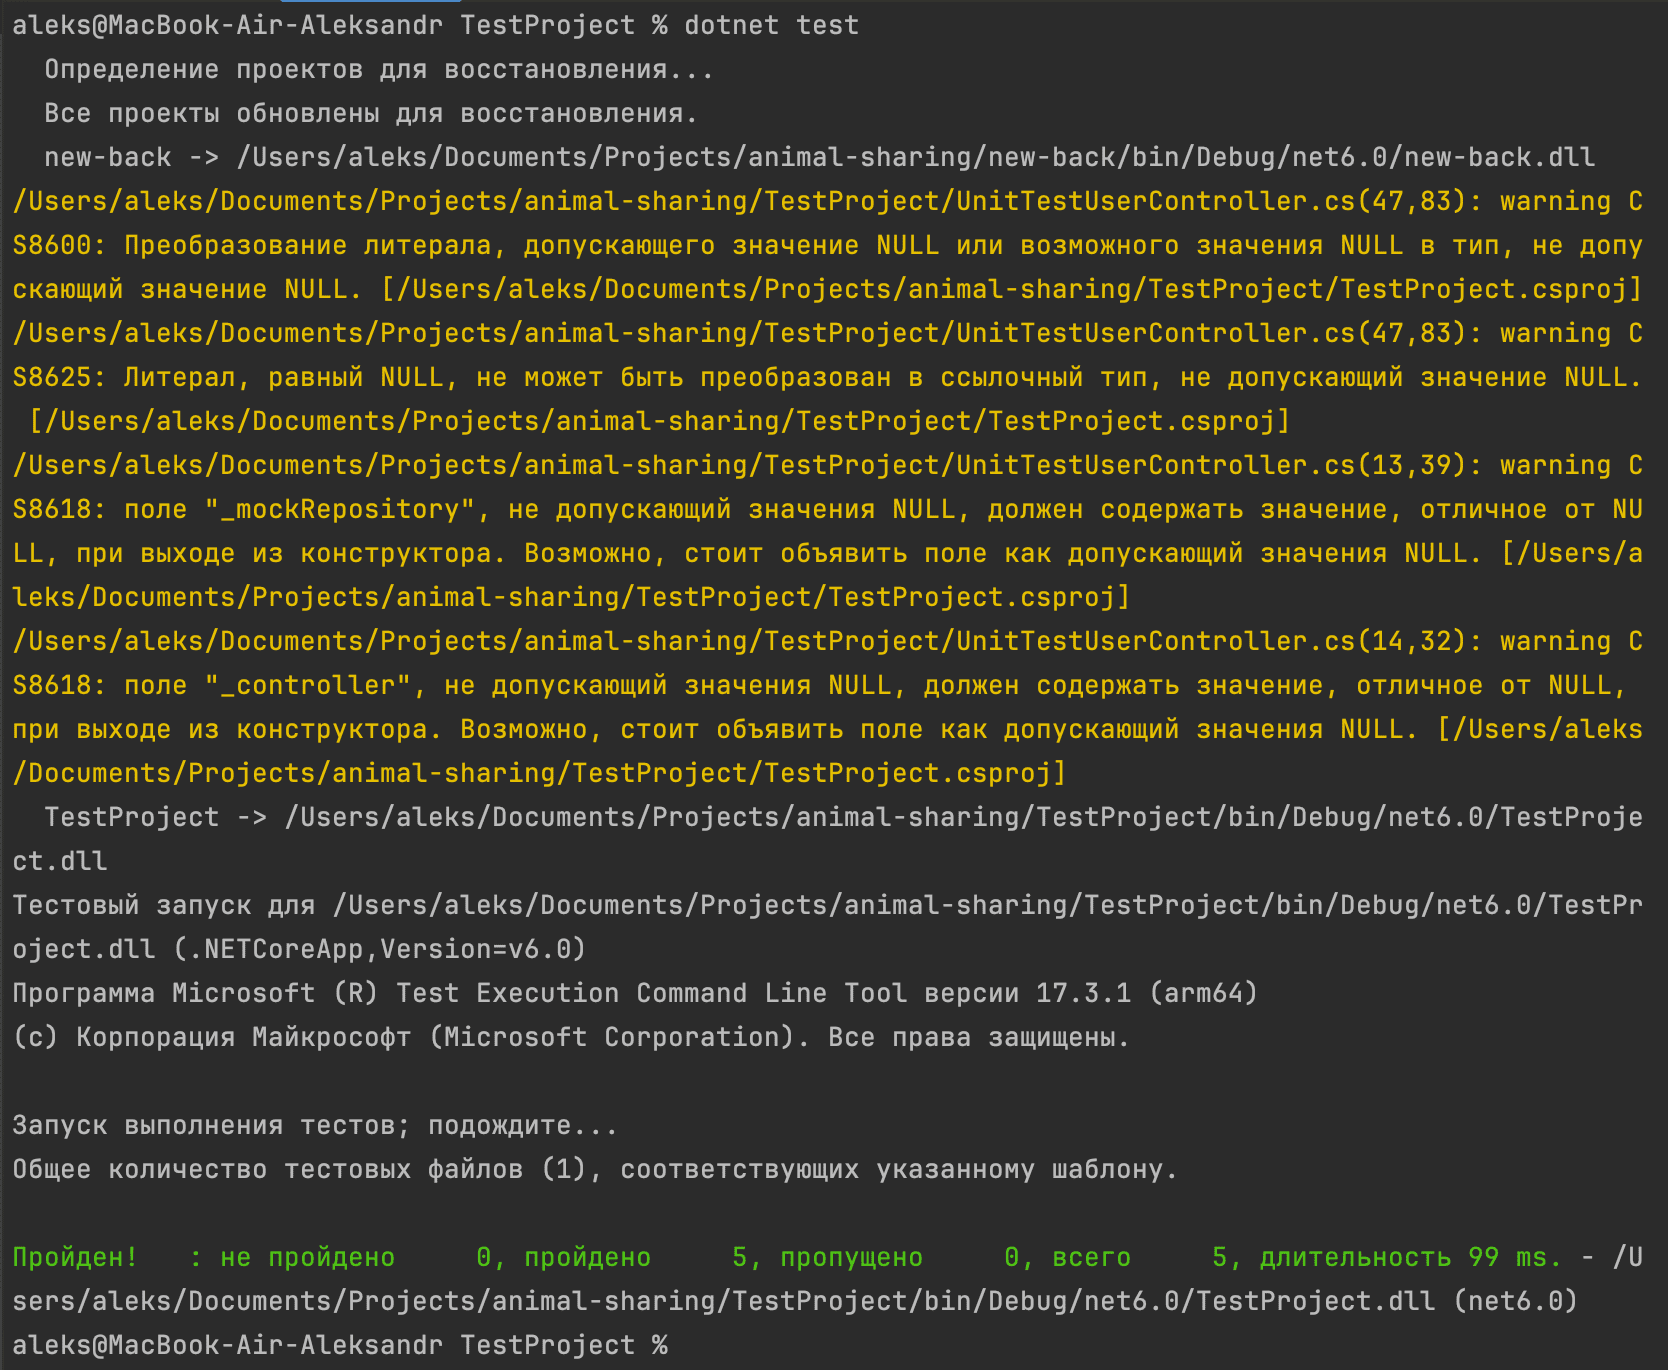 aleks@MacBook-Air-Aleksandr TestProject % dotnet test
Определение проектов для восстановления...
Все проекты обновлены для восстановления.
new-back -> /Users/aleks/Documents/Projects/animal-sharing/new-back/bin/Debug/net6.0/new-back.dll
/Users/aleks/Documents/Projects/animal-sharing/TestProject/UnitTestUserController.cs(47,83): warning C
S8600: Преобразование литерала, допускающего значение NULL или возможного значения NULL в тип, не допу
скающий значение NULL. [/Users/aleks/Documents/Projects/animal-sharing/TestProject/TestProject.csproj]
/Users/aleks/Documents/Projects/animal-sharing/TestProject/UnitTestUserController.cs(47,83): warning C
S8625: Литерал, равный NULL, не может быть преобразован в ссылочный тип, не допускающий значение NULL.
[/Users/aleks/Documents/Projects/animal-sharing/TestProject/TestProject.csproj]
/Users/aleks/Documents/Projects/animal-sharing/TestProject/UnitTestUserController.cs(13,39): warning C
S8618: поле "_mockRepository", не допускающий значения NULL, должен содержать значение, отличное от NU
LL, при выходе из конструктора. Возможно, стоит объявить поле как допускающий значения NULL. [/Users/a
leks/Documents/Projects/animal-sharing/TestProject/TestProject.csproj]
/Users/aleks/Documents/Projects/animal-sharing/TestProject/UnitTestUserController.cs(14,32): warning C
S8618: поле "_controller", не допускающий значения NULL, должен содержать значение, отличное от NULL,
при выходе из конструктора. Возможно, стоит объявить поле как допускающий значения NULL. [/Users/aleks
/Documents/Projects/animal-sharing/TestProject/TestProject.csproj]
TestProject -> /Users/aleks/Documents/Projects/animal-sharing/TestProject/bin/Debug/net6.0/TestProje
ct.dll
Тестовый запуск для /Users/aleks/Documents/Projects/animal-sharing/TestProject/bin/Debug/net6.0/TestPr
oject.dll (.NETCoreApp,Version=v6.0)
Программа Microsoft (R) Test Execution Command Line Tool версии 17.3.1 (arm64)
(c) Корпорация Майкрософт (Microsoft Corporation). Все права защищены.
Запуск выполнения тестов; подождите...
Общее количество тестовых файлов (1), соответствующих указанному шаблону.
Пройден!   : не пройдено     0, пройдено     5, пропущено     0, всего     5, длительность 99 ms. - /U
sers/aleks/Documents/Projects/animal-sharing/TestProject/bin/Debug/net6.0/TestProject.dll (net6.0)
aleks@MacBook-Air-Aleksandr TestProject %